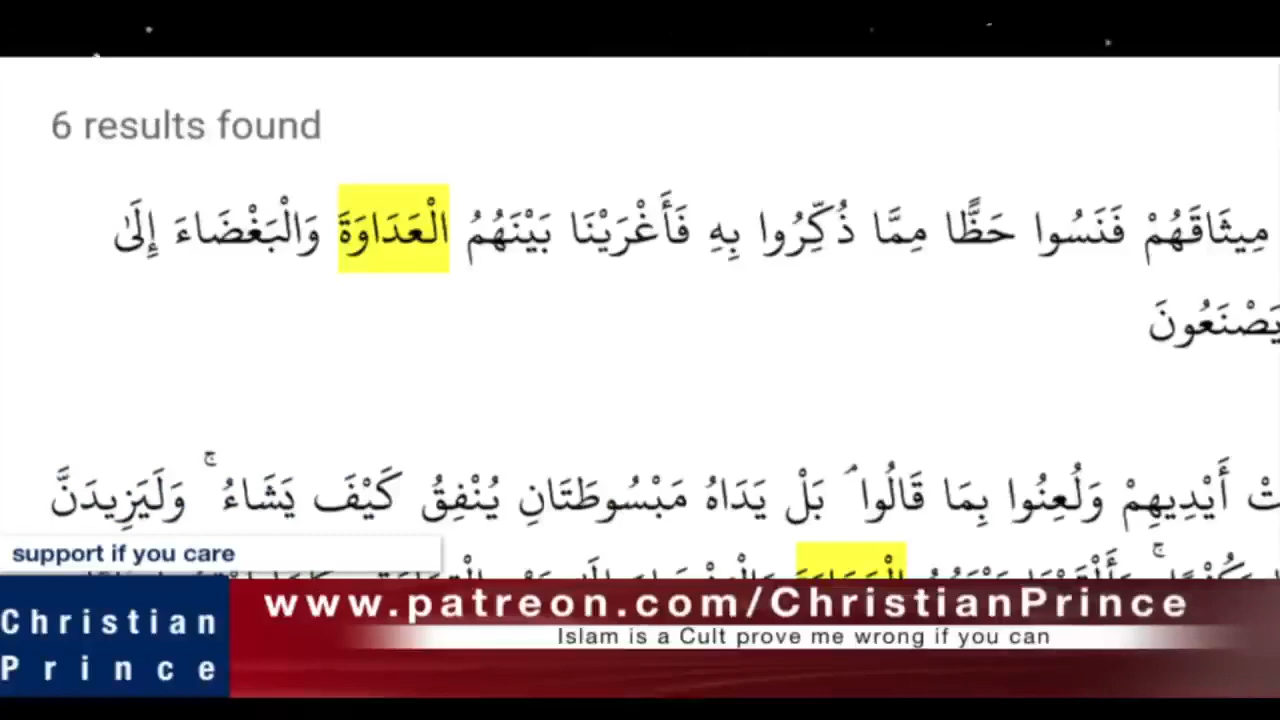 6 results found
مِيثَاقَهُمْ فَنَسُوا حَظًّا مِمَّا ذُكِّرُوا بِهِ فَأَغْرَيْنَا بَيْنَهُمُ الْعَدَاوَةَ وَالْبَغْضَاءَ إِلَىٰ
يَصْنَعُونَ
أَيْدِيهِمْ وَلُعِنُوا بِمَا قَالُوا ۘ بَلْ يَدَاهُ مَبْسُوطَتَانِ يُنْفِقُ كَيْفَ يَشَاءُ ۚ وَلَيَزِيدَنَّ
support if you care
www.patreon.com/ChristianPrince
Islam is a Cult prove me wrong if you can
Christian
Prince